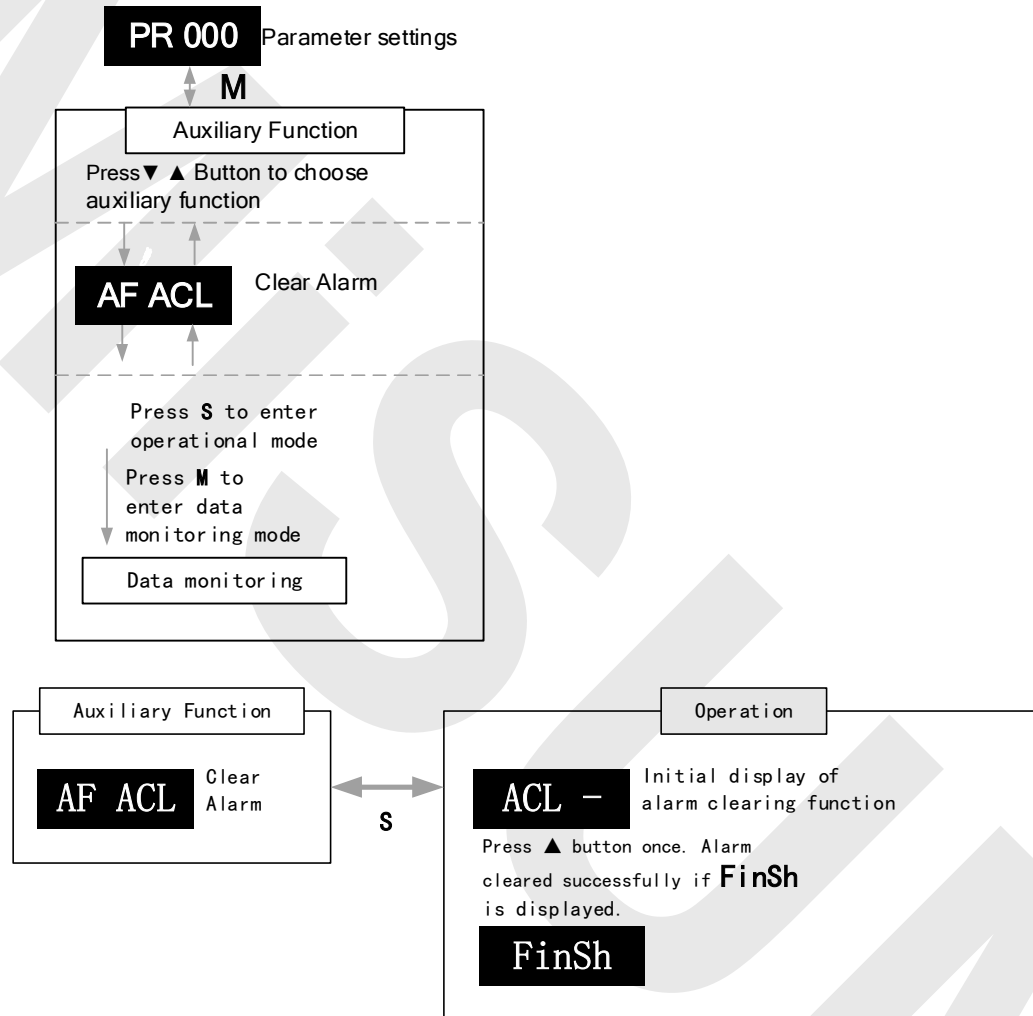 PR 000 Parameter settings
M
Auxiliary Function
Press▼ ▲ Button to choose
auxiliary function
AF ACL Clear Alarm
Press S to enter
operational mode
Press M to
enter data
monitoring mode
Data monitoring
Auxiliary Function
AF ACL
Clear
Alarm
S
Operation
ACL −
Initial display of
alarm clearing function
Press ▲ button once. Alarm
cleared successfully if FinSh
is displayed.
FinSh